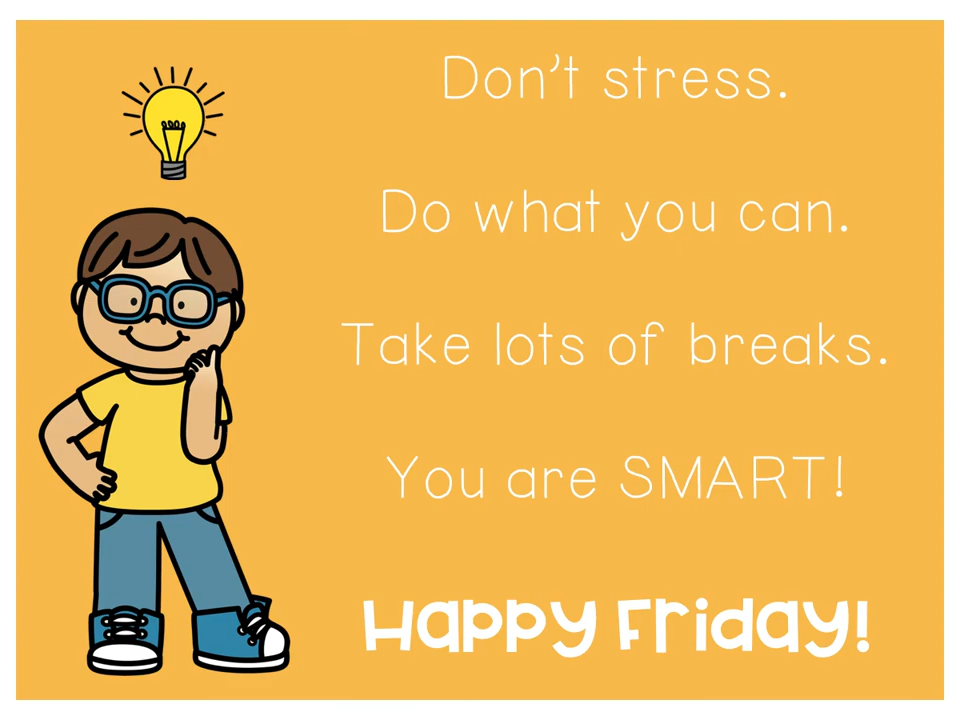 Don't stress.
Do what you can.
Take lots of breaks.
You are SMART!
Happy Friday!